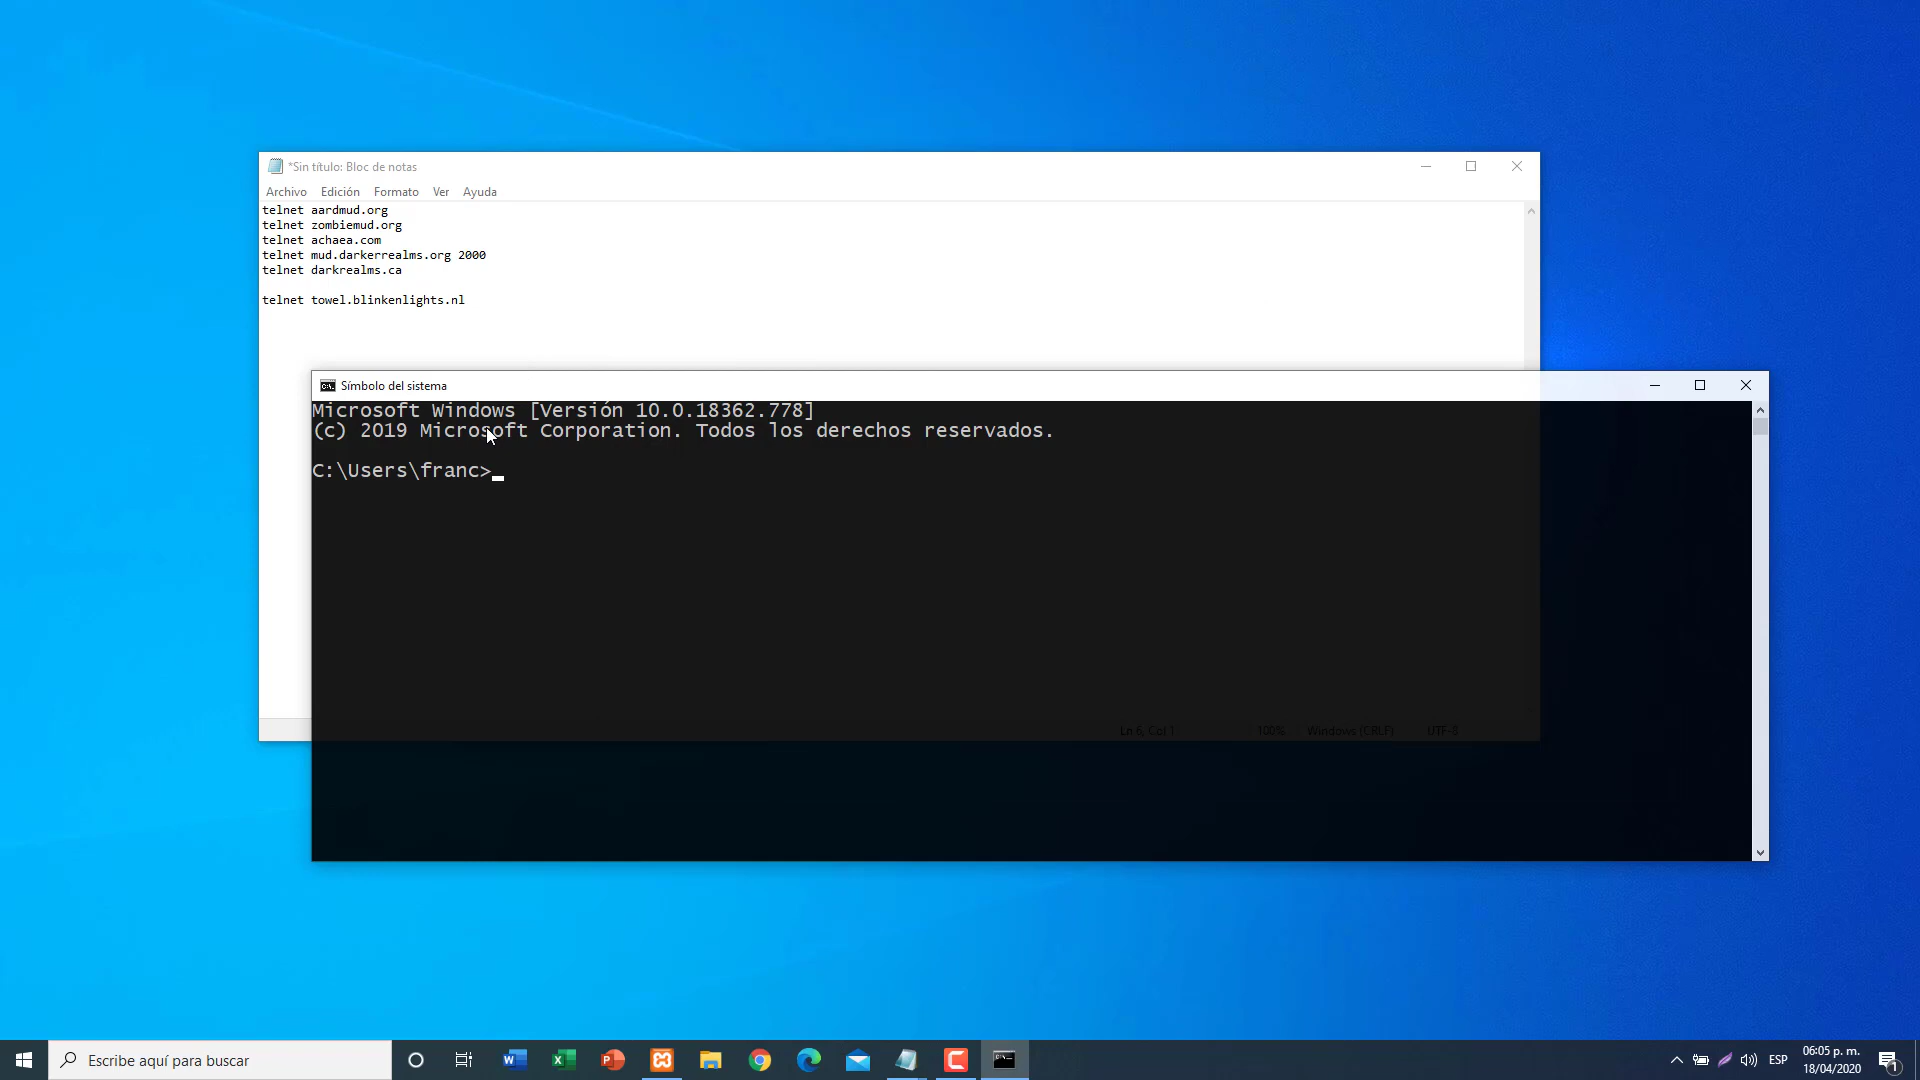 *Sin título: Bloc de notas
Archivo Edición Formato Ver Ayuda
telnet aardmud.org
telnet zombiemud.org
telnet achaea.com
telnet mud.darkerrealms.org 2000
telnet darkrealms.ca
telnet towel.blinkenlights.nl
Símbolo del sistema
Microsoft Windows [Versión 10.0.18362.778]
(c) 2019 Microsoft Corporation. Todos los derechos reservados.
C:\Users\franc>
Ln 6, Col 1 100% Windows (CRLF) UTF-8
Escribe aquí para buscar
ESP
06:05 p. m.
18/04/2020
1